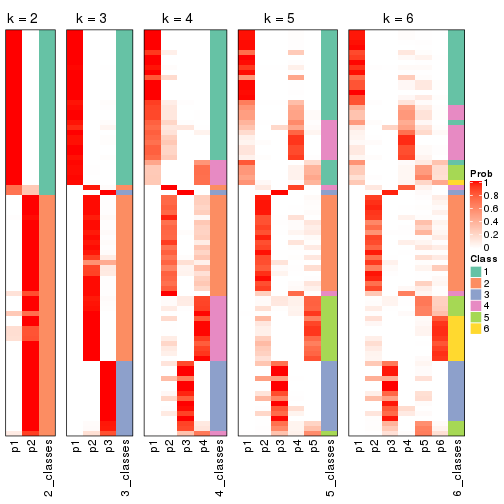 k = 2
k = 3
k = 4
k = 5
k = 6
Prob
1
0.8
0.6
0.4
0.2
0
Class
1
2
3
4
5
6
p1
p2
2_classes
p1
p2
p3
3_classes
p1
p2
p3
p4
4_classes
p1
p2
p3
p4
p5
5_classes
p1
p2
p3
p4
p5
p6
6_classes